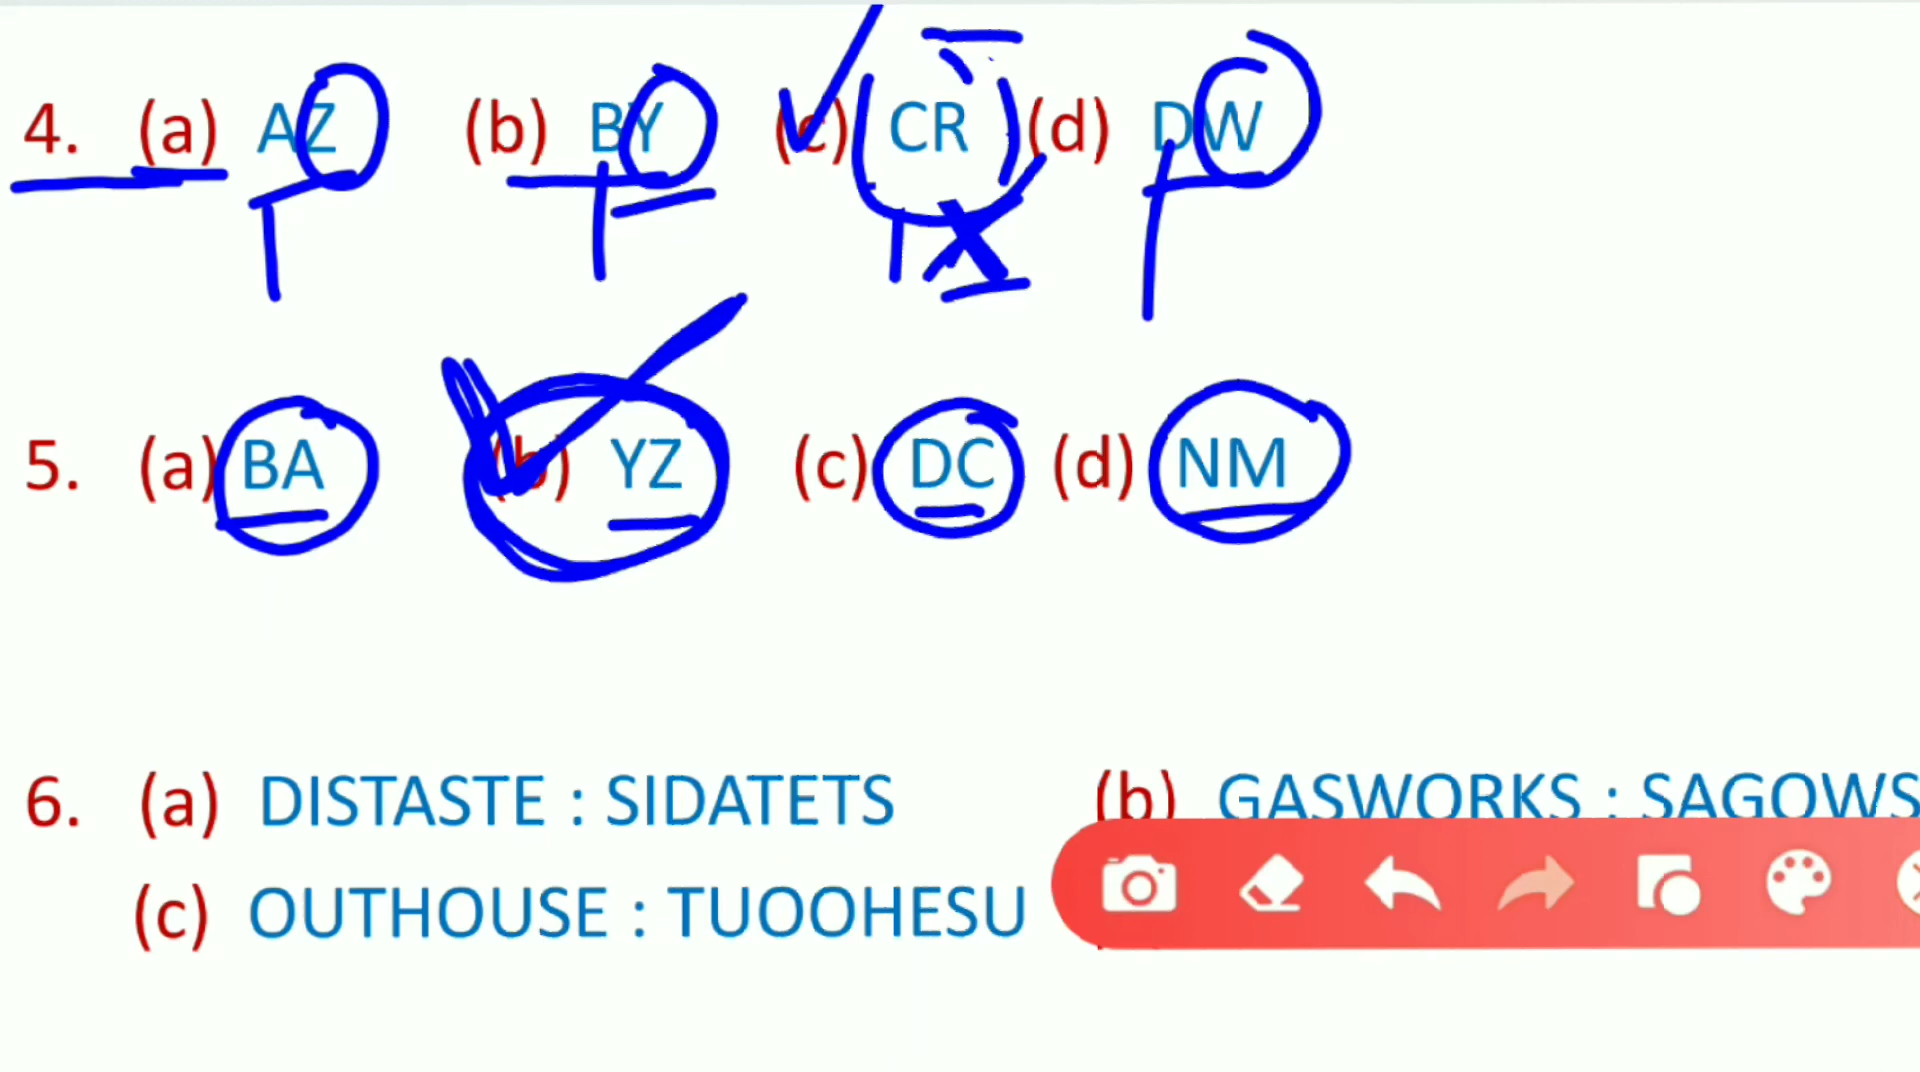 4. (a) AZ (b) BY (c) CR (d) DW
X
5. (a) BA (b) YZ (c) DC (d) NM
6. (a) DISTASTE : SIDATETS (b) GASWORKS : SAGOWS
(c) OUTHOUSE : TUOOHESU